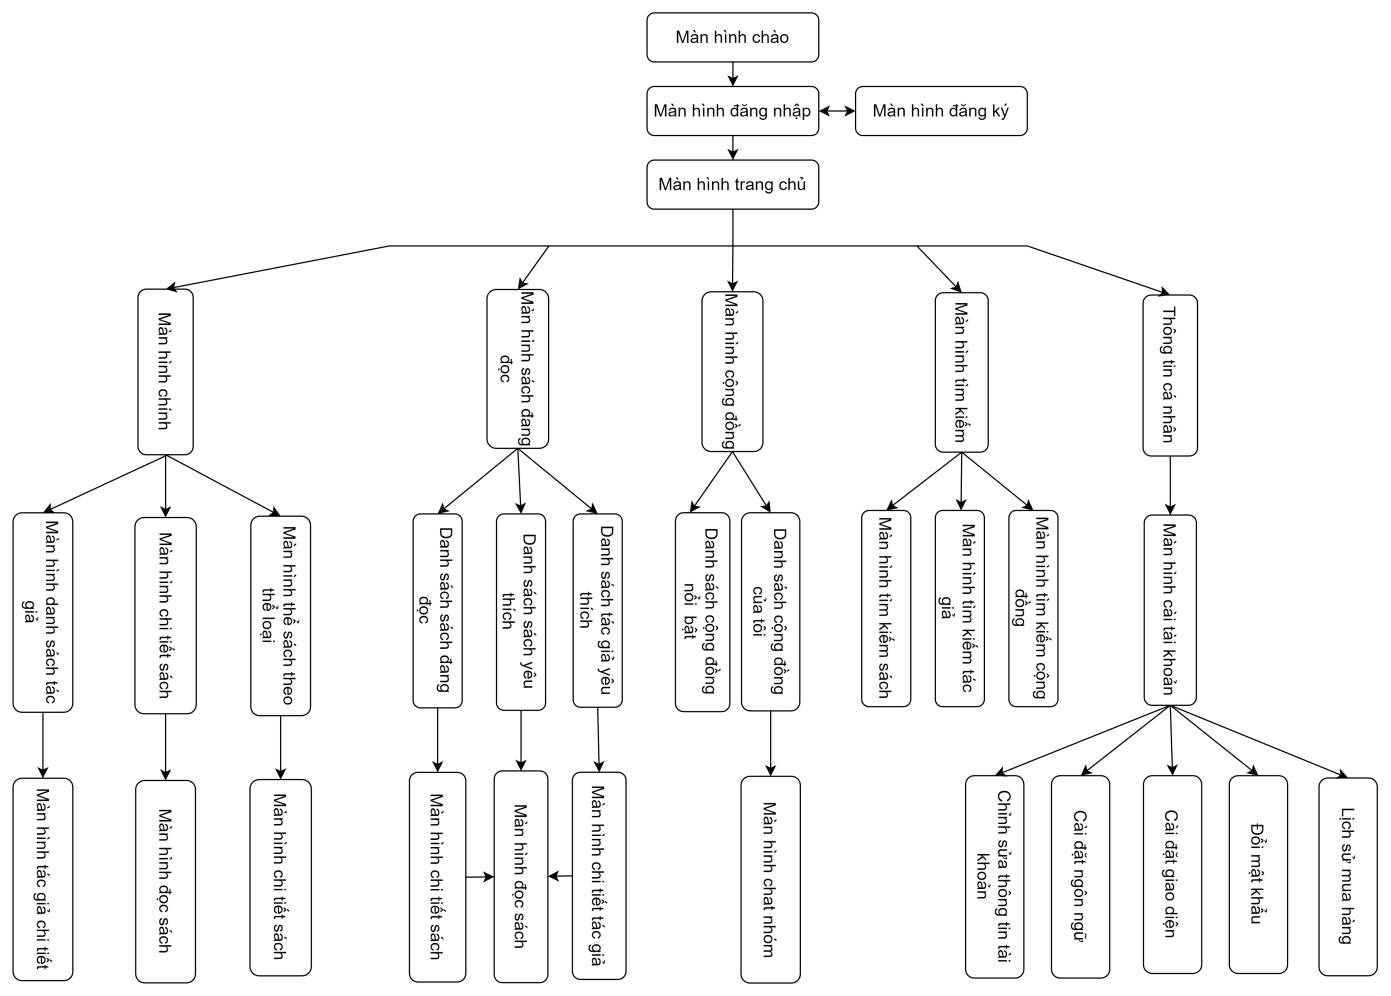 Màn hình chào
Màn hình đăng nhập
Màn hình đăng ký
Màn hình trang chủ
Màn hình chính
Màn hình sách đang
đọc
Màn hình cộng đồng
Màn hình tìm kiếm
Thông tin cá nhân
Màn hình danh sách tác
giả
Màn hình chi tiết sách
Màn hình thể sách theo
thể loại
Danh sách sách đang
đọc
Danh sách sách yêu
thích
Danh sách tác giả yêu
thích
Danh sách cộng đồng
nổi bật
Danh sách cộng đồng
của tôi
Màn hình tìm kiếm sách
Màn hình tìm kiếm tác
giả
Màn hình tìm kiếm cộng
đồng
Màn hình cài tài khoản
Màn hình tác giả chi tiết
Màn hình đọc sách
Màn hình chi tiết sách
Màn hình chi tiết sách
Màn hình đọc sách
Màn hình chi tiết tác giả
Màn hình chat nhóm
Chỉnh sửa thông tin tài
khoản
Cài đặt ngôn ngữ
Cài đặt giao diện
Đổi mật khẩu
Lịch sử mua hàng